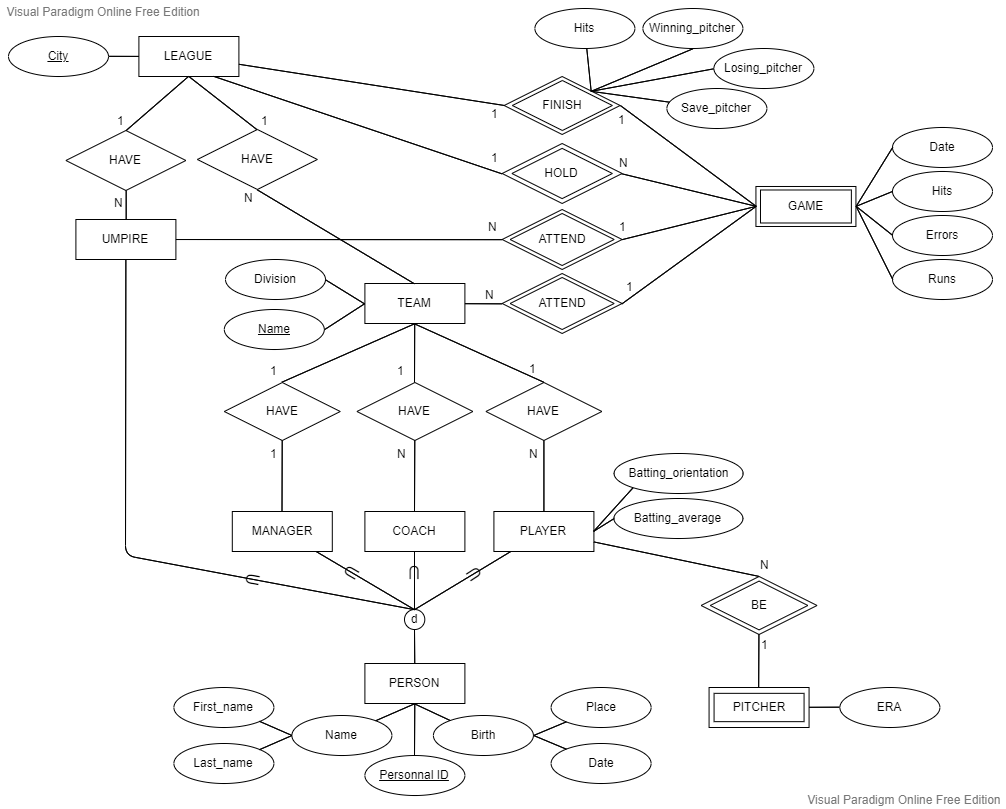 Visual Paradigm Online Free Edition
Hits
Winning_pitcher
City
LEAGUE
Losing_pitcher
FINISH
Save_pitcher
1
1
1
1
HAVE
HAVE
1
HOLD
N
Date
Hits
N
N
GAME
UMPIRE
N
ATTEND
1
Errors
Division
Runs
TEAM
N
ATTEND
1
Name
1
1
1
HAVE
HAVE
HAVE
1
N
N
Batting_orientation
Batting_average
MANAGER
COACH
PLAYER
N
d
BE
1
PERSON
First_name
Name
Birth
Place
PITCHER
ERA
Last_name
Personnal ID
Date
Visual Paradigm Online Free Edition